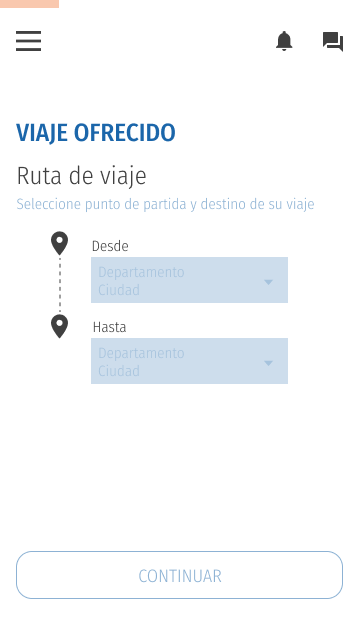 VIAJE OFRECIDO
Ruta de viaje
Seleccione punto de partida y destino de su viaje
Desde
Departamento
Ciudad
Hasta
Departamento
Ciudad
CONTINUAR